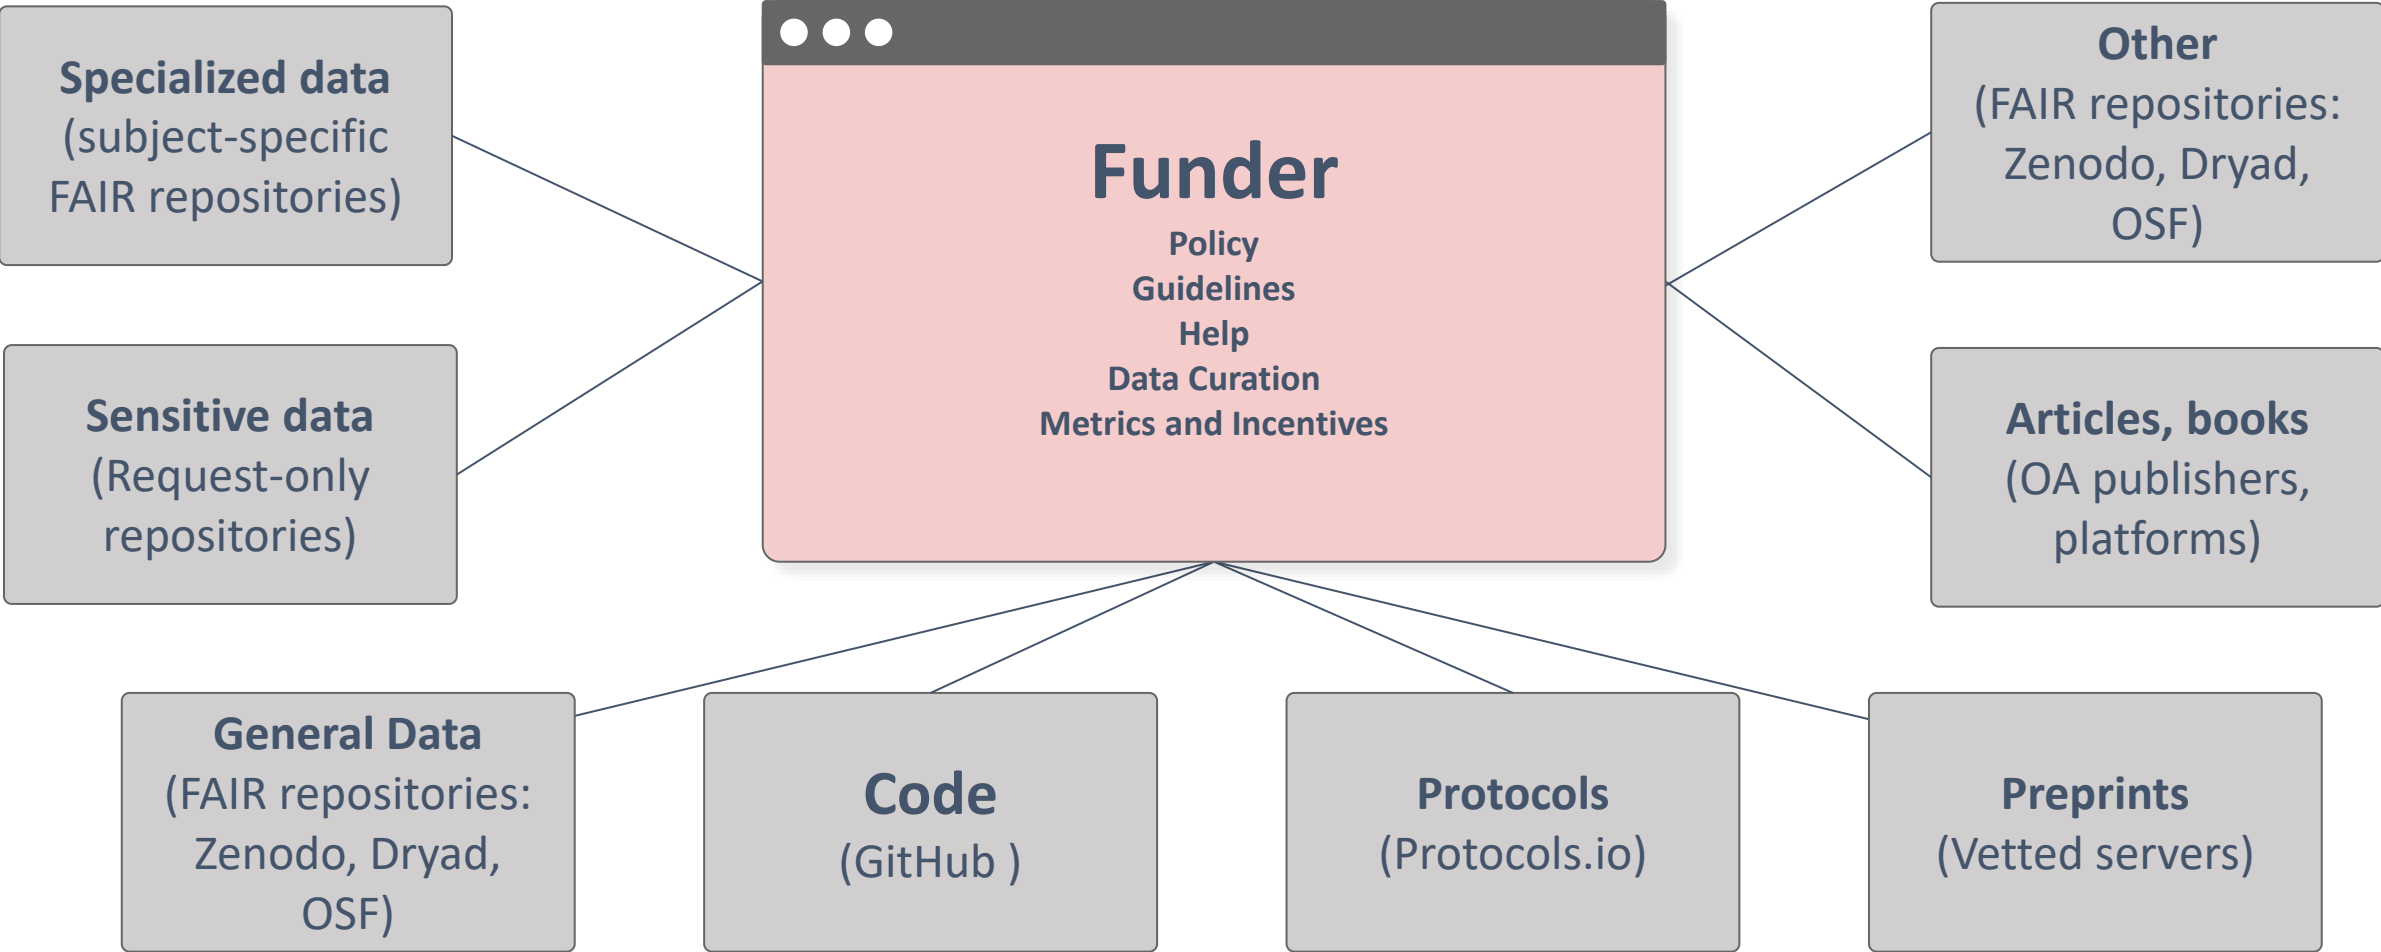 Specialized data
(subject-specific
FAIR repositories)
Funder
Policy
Guidelines
Help
Data Curation
Metrics and Incentives
Other
(FAIR repositories:
Zenodo, Dryad,
OSF)
Sensitive data
(Request-only
repositories)
Articles, books
(OA publishers,
platforms)
General Data
(FAIR repositories:
Zenodo, Dryad,
OSF)
Code
(GitHub )
Protocols
(Protocols.io)
Preprints
(Vetted servers)